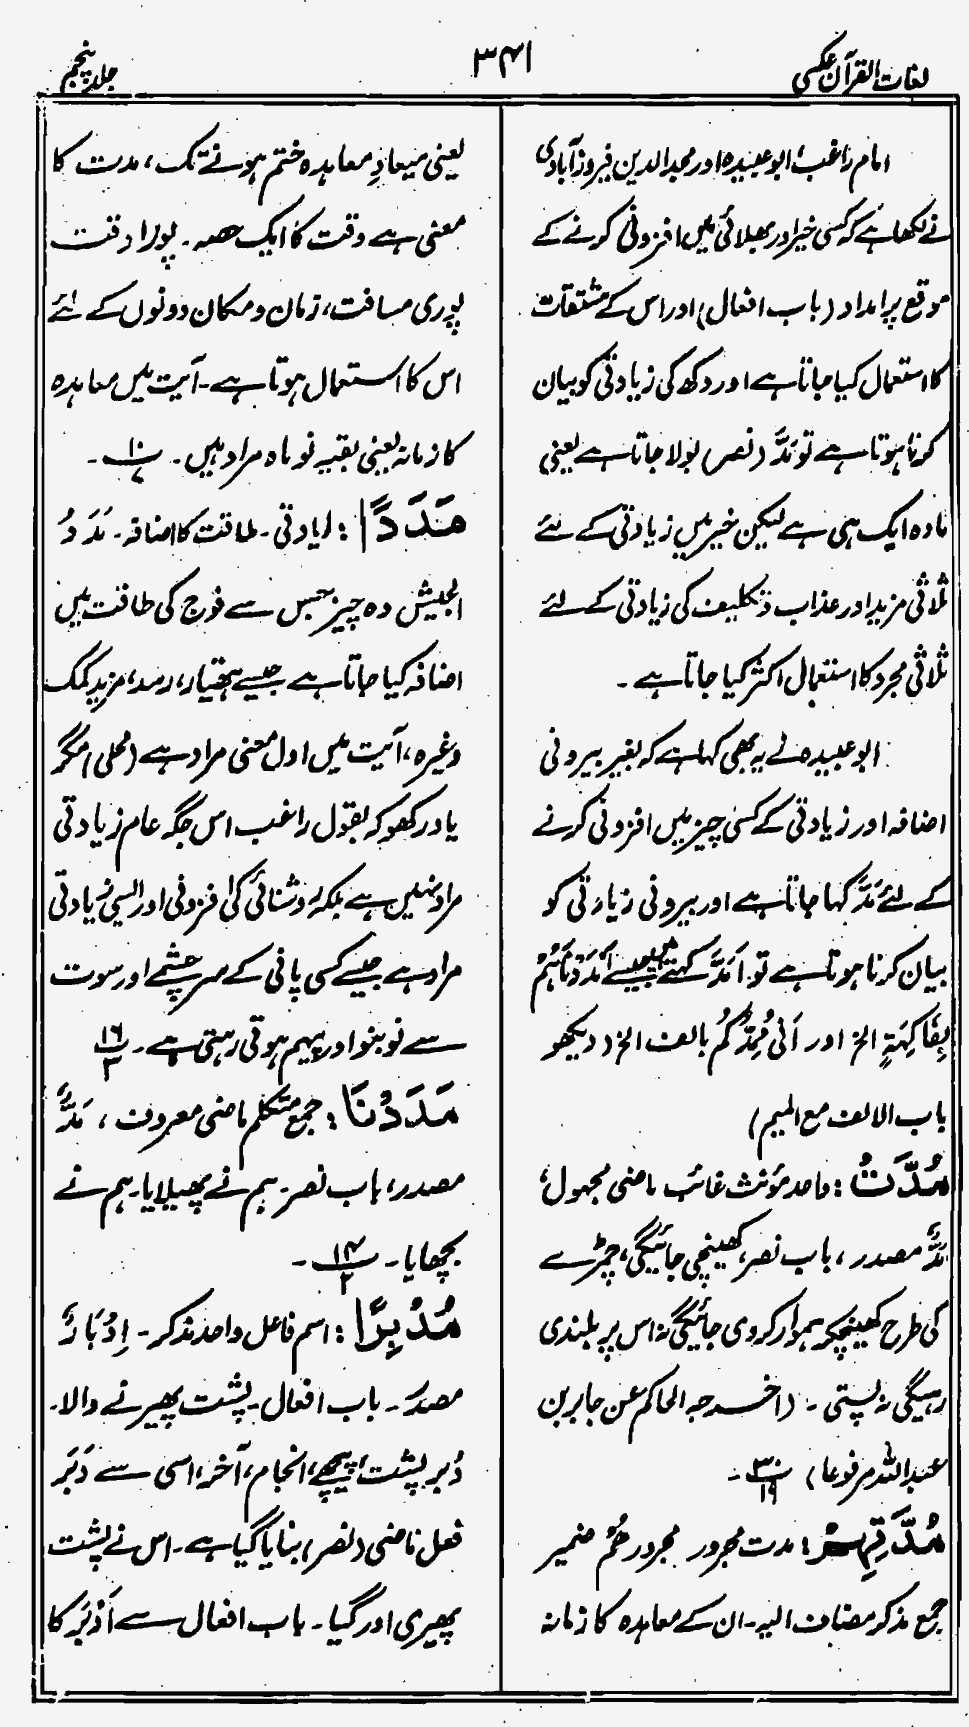 لغات القرآن عکسی
۳۴۱
جلد پنجم
امام راغب، ابو عبیدہ اور مجد الدین فیروز آبادی
نے لکھا ہے کہ کسی خیر اور بھلائی میں افزونی کرنے کے
موقع پر امداد (باب افعال) اور اس کے مشتقات
کا استعمال کیا جاتا ہے اور دکھ کی زیادتی کو بیان
کرنا ہوتا ہے تو مَدَّ (نصر) بولا جاتا ہے یعنی
مادہ ایک ہی ہے لیکن خیر میں زیادتی کے لئے
ثلاثی مزید اور عذاب و تکلیف کی زیادتی کے لئے
ثلاثی مجرد کا استعمال اکثر کیا جاتا ہے۔
ابو عبیدہ نے یہ بھی کہا ہے کہ بغیر بیرونی
اضافہ اور زیادتی کے کسی چیز میں افزونی کرنے
کے لئے مَدَّ کہا جاتا ہے اور بیرونی زیادتی کو
بیان کرنا ہوتا ہے تو اَمَدَّ کہتے ہیں جیسے اَمْدَدْنَاهُمْ
بِفَاكِهَةٍ الخ اور اَنِّی مُمِدُّكُمْ بالف الخ (دیکھو
باب الالف مع المیم)
مُدَّتْ: واحد مؤنث غائب ماضی مجہول،
مَدٌّ مصدر، باب نصر، کھینچی جائیگی، چمڑے
کی طرح کھینچکر ہموار کر دی جائیگی نہ اس پر بلندی
رہیگی نہ پستی۔ (اخرجہ الحاکم عن جابر بن
عبد اللہ مرفوعا) ۳۰/۱۹۔
مُدَّتِهِمْ: مدت مجرور مجرور هُمْ ضمیر
جمع مذکر مضاف الیہ۔ ان کے معاہدہ کا زمانہ
یعنی میعادِ معاہدہ ختم ہونے تک، مدت کا
معنی ہے وقت کا ایک حصہ۔ پورا وقت
پوری مسافت، زمان و مکان دونوں کے لئے
اس کا استعمال ہوتا ہے۔ آیت میں معاہدہ
کا زمانہ یعنی بقیہ نو ماہ مراد ہیں۔ ۱۰/۷۔
مَدَدًا: زیادتی۔ طاقت کا اضافہ۔ مَدَدُ
الجیش وہ چیز جس سے فوج کی طاقت میں
اضافہ کیا جاتا ہے جیسے ہتھیار، رسد، مزید کمک
وغیرہ، آیت میں اول معنی مراد ہے (محلی) مگر
یاد رکھو کہ بقول راغب اس جگہ عام زیادتی
مراد نہیں ہے بلکہ روشنائی کی افزونی اور ایسی زیادتی
مراد ہے جیسے کسی پانی کے سرچشمے اور سوت
سے نو بنو اور پیہم ہوتی رہتی ہے۔ ۱۶/۳
مَدَدْنَا: جمع متکلم ماضی معروف، مَدٌّ
مصدر، باب نصر۔ ہم نے پھیلایا۔ ہم نے
بچھایا۔ ۱۴/۲۔
مُدْبِرًا: اسم فاعل واحد مذکر۔ اِدْبَارٌ
مصدر۔ باب افعال۔ پشت پھیرنے والا۔
دُبر پشت، پیچھے، انجام، آخر، اسی سے دَبَرَ
فعل ماضی (نصر) بنایا گیا ہے۔ اس نے پشت
پھیری اور گیا۔ باب افعال سے اَدْبَرَ کا